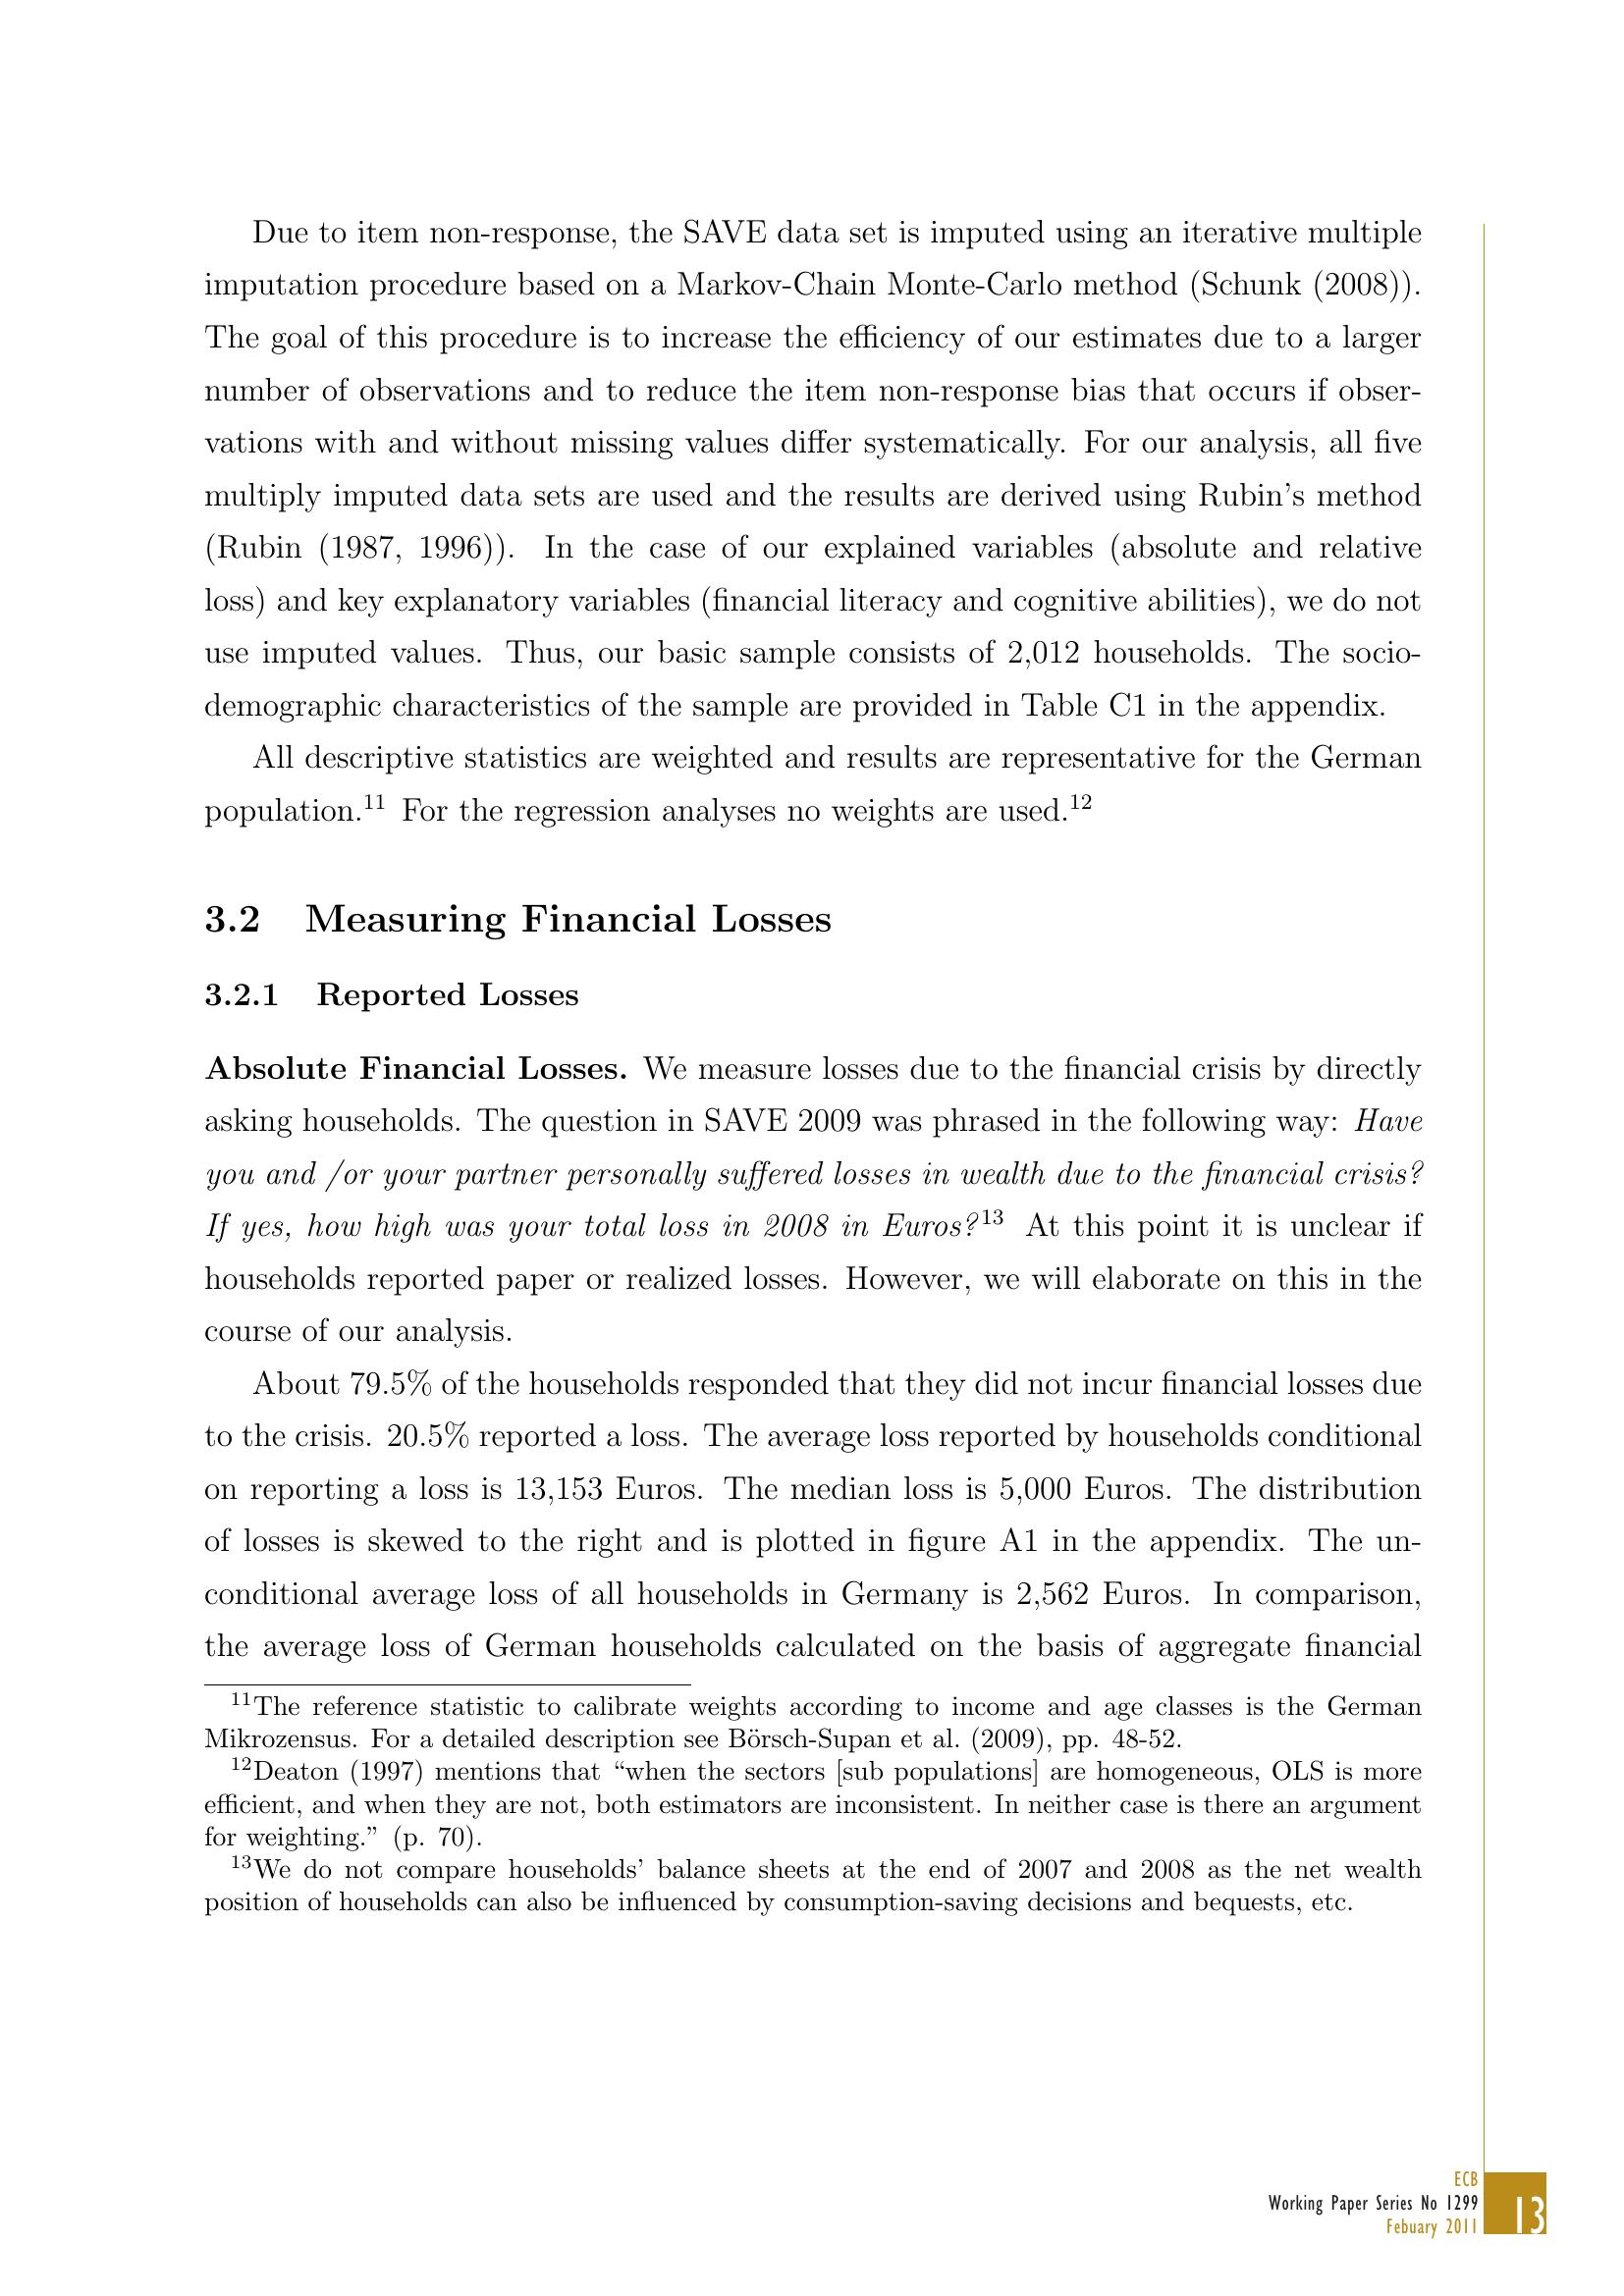 Due to item non-response, the SAVE data set is imputed using an iterative multiple
imputation procedure based on a Markov-Chain Monte-Carlo method (Schunk (2008)).
The goal of this procedure is to increase the efficiency of our estimates due to a larger
number of observations and to reduce the item non-response bias that occurs if obser-
vations with and without missing values differ systematically. For our analysis, all five
multiply imputed data sets are used and the results are derived using Rubin's method
(Rubin (1987, 1996)). In the case of our explained variables (absolute and relative
loss) and key explanatory variables (financial literacy and cognitive abilities), we do not
use imputed values. Thus, our basic sample consists of 2,012 households. The socio-
demographic characteristics of the sample are provided in Table C1 in the appendix.
All descriptive statistics are weighted and results are representative for the German
population.11 For the regression analyses no weights are used.12
3.2 Measuring Financial Losses
3.2.1 Reported Losses
Absolute Financial Losses. We measure losses due to the financial crisis by directly
asking households. The question in SAVE 2009 was phrased in the following way: Have
you and /or your partner personally suffered losses in wealth due to the financial crisis?
If yes, how high was your total loss in 2008 in Euros?13 At this point it is unclear if
households reported paper or realized losses. However, we will elaborate on this in the
course of our analysis.
About 79.5% of the households responded that they did not incur financial losses due
to the crisis. 20.5% reported a loss. The average loss reported by households conditional
on reporting a loss is 13,153 Euros. The median loss is 5,000 Euros. The distribution
of losses is skewed to the right and is plotted in figure A1 in the appendix. The un-
conditional average loss of all households in Germany is 2,562 Euros. In comparison,
the average loss of German households calculated on the basis of aggregate financial
11The reference statistic to calibrate weights according to income and age classes is the German
Mikrozensus. For a detailed description see Börsch-Supan et al. (2009), pp. 48-52.
12Deaton (1997) mentions that “when the sectors [sub populations] are homogeneous, OLS is more
efficient, and when they are not, both estimators are inconsistent. In neither case is there an argument
for weighting.” (p. 70).
13We do not compare households' balance sheets at the end of 2007 and 2008 as the net wealth
position of households can also be influenced by consumption-saving decisions and bequests, etc.
ECB
Working Paper Series No 1299
Febuary 2011
13